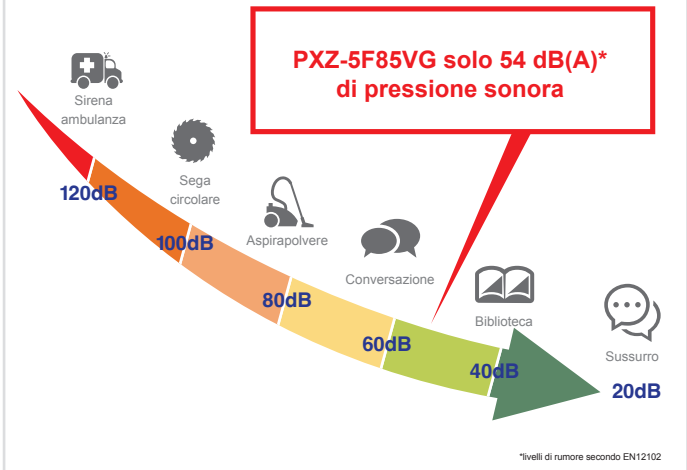 PXZ-5F85VG solo 54 dB(A)*
di pressione sonora
Sirena
ambulanza
120dB
Sega
circolare
100dB
Aspirapolvere
80dB
Conversazione
60dB
Biblioteca
40dB
Sussurro
20dB
*livelli di rumore secondo EN12102